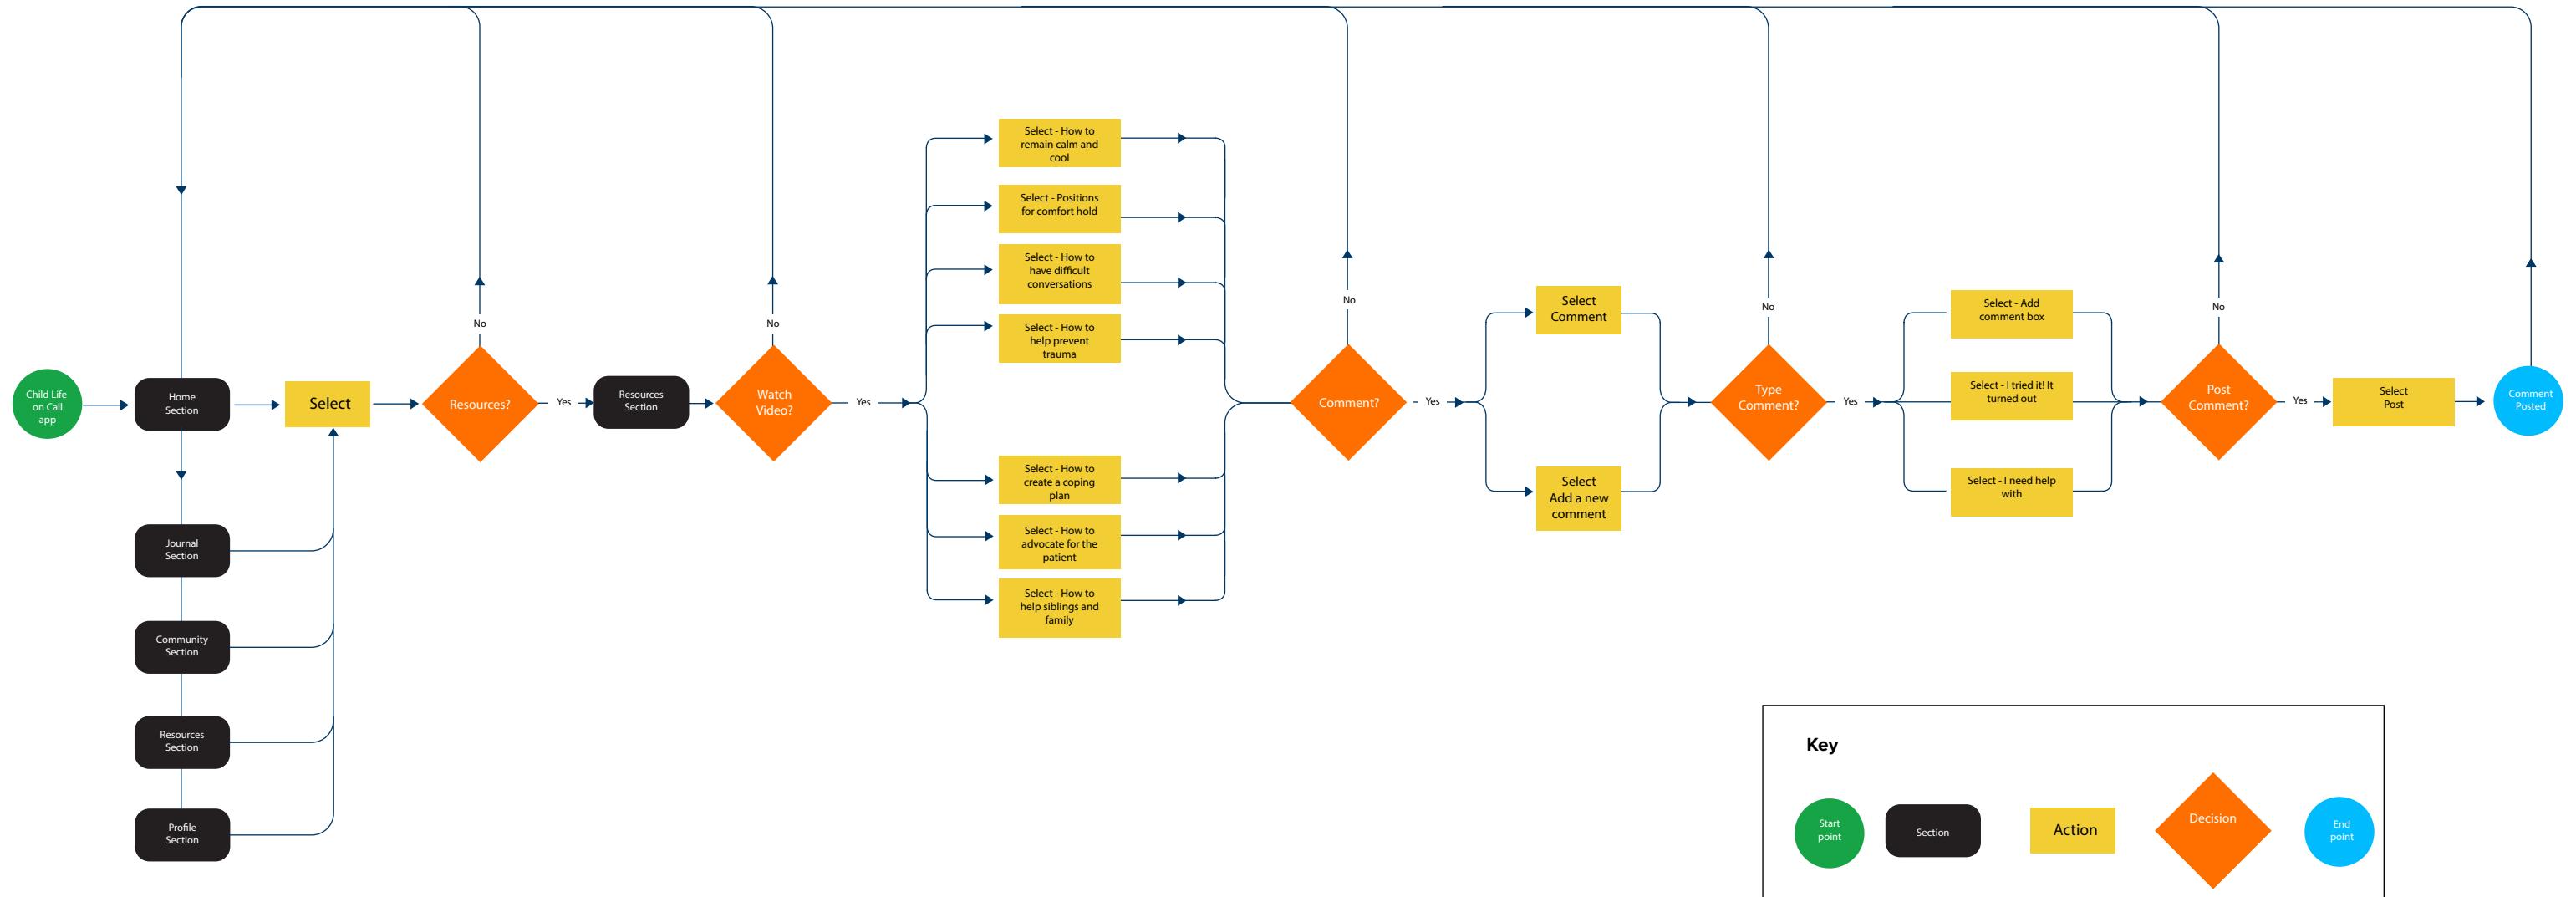 Child Life
on Call
app
Home
Section
Journal
Section
Community
Section
Resources
Section
Profile
Section
Select
Resources?
No
Yes
Resources
Section
Watch
Video?
No
Yes
Select - How to
remain calm and
cool
Select - Positions
for comfort hold
Select - How to
have difficult
conversations
Select - How to
help prevent
trauma
Select - How to
create a coping
plan
Select - How to
advocate for the
patient
Select - How to
help siblings and
family
Comment?
No
Yes
Select
Comment
Select
Add a new
comment
Type
Comment?
No
Yes
Select - Add
comment box
Select - I tried it! It
turned out
Select - I need help
with
Post
Comment?
No
Yes
Select
Post
Comment
Posted
Key
Start
point
Section
Action
Decision
End
point